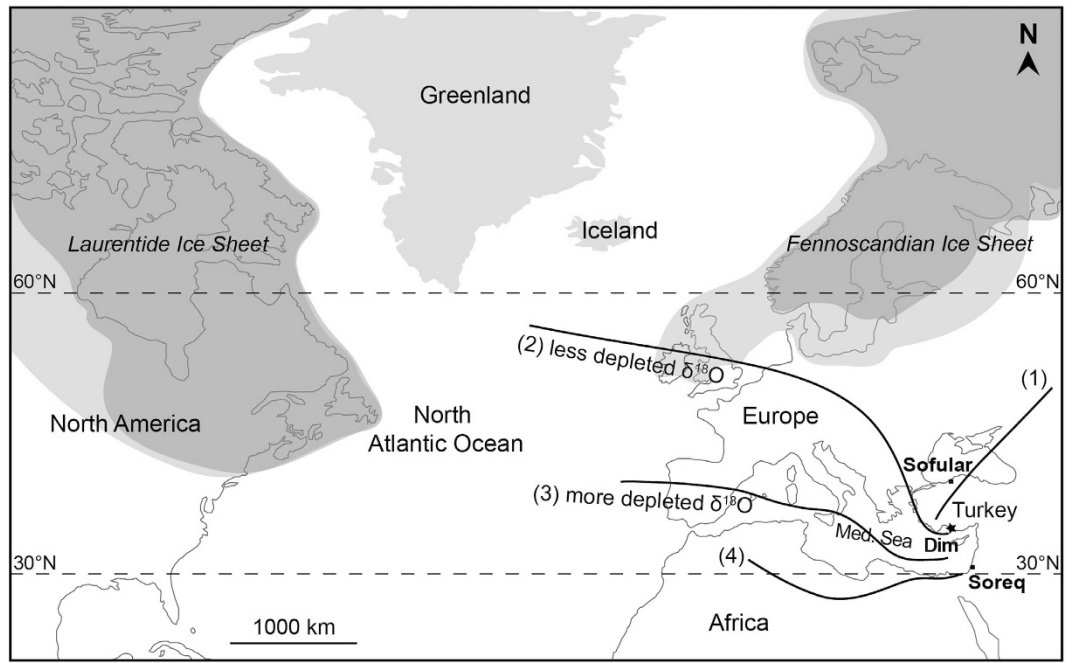 N
Greenland
Iceland
Laurentide Ice Sheet
Fennoscandian Ice Sheet
60°N
60°N
(2) less depleted δ¹⁸O
(1)
North America
North
Atlantic Ocean
Europe
Sofular
(3) more depleted δ¹⁸O
Turkey
Med. Sea
Dim
(4)
30°N
30°N
Soreq
1000 km
Africa